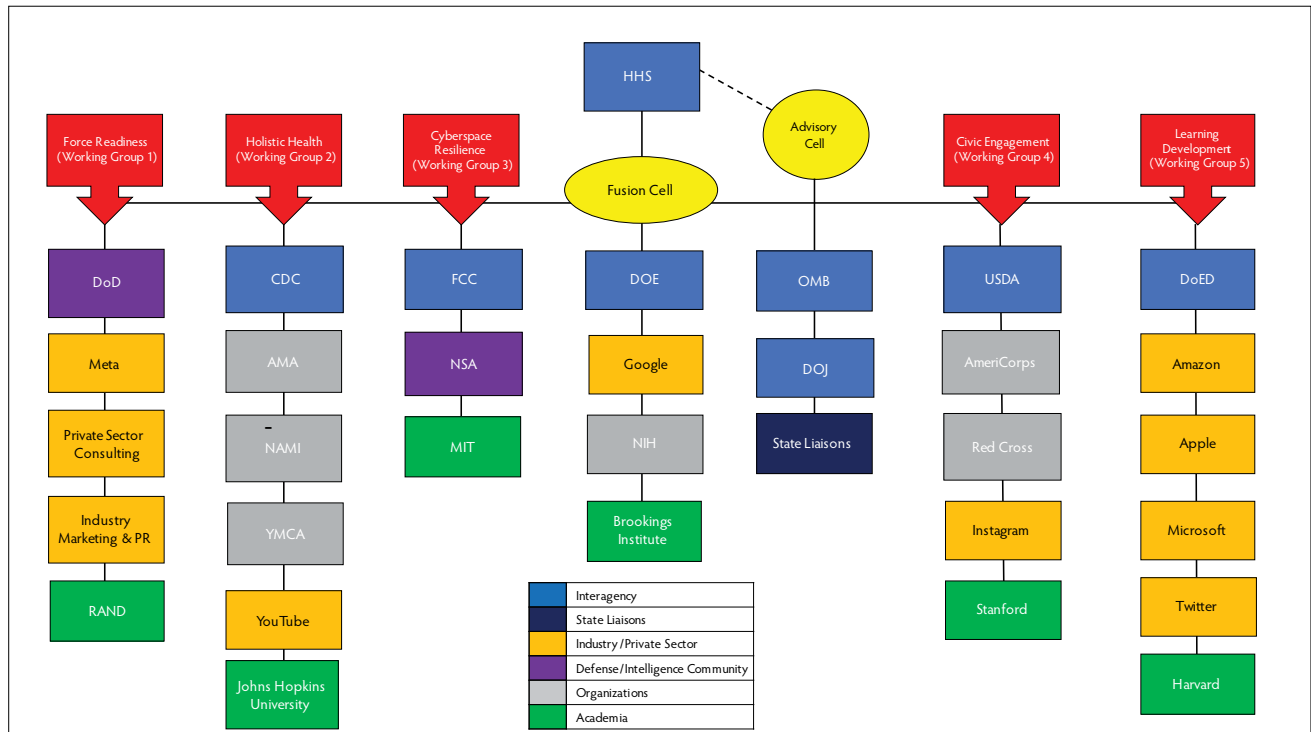 HHS
Advisory
Cell
Force Readiness
(Working Group 1)
Holistic Health
(Working Group 2)
Cyberspace
Resilience
(Working Group 3)
Fusion Cell
Civic Engagement
(Working Group 4)
Learning
Development
(Working Group 5)
DoD
CDC
FCC
DOE
OMB
USDA
DoED
Meta
AMA
NSA
Google
DOJ
AmeriCorps
Amazon
Private Sector
Consulting
NAMI
MIT
NIH
State Liaisons
Red Cross
Apple
Industry
Marketing & PR
YMCA
Brookings
Institute
Instagram
Microsoft
RAND
YouTube
Stanford
Twitter
Johns Hopkins
University
Harvard
Interagency
State Liaisons
Industry/Private Sector
Defense/Intelligence Community
Organizations
Academia